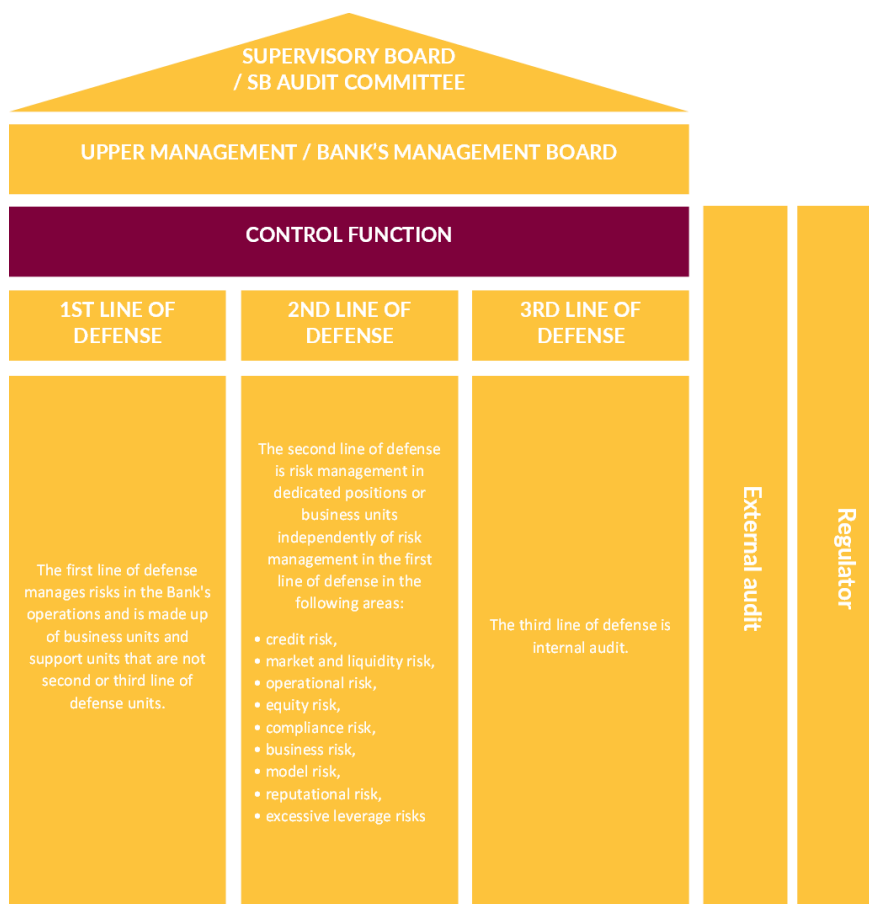 SUPERVISORY BOARD
/ SB AUDIT COMMITTEE
UPPER MANAGEMENT / BANK'S MANAGEMENT BOARD
CONTROL FUNCTION
1ST LINE OF
DEFENSE
The first line of defense
manages risks in the Bank's
operations and is made up
of business units and
support units that are not
second or third line of
defense units.
2ND LINE OF
DEFENSE
The second line of defense
is risk management in
dedicated positions or
business units
independently of risk
management in the first
line of defense in the
following areas:
• credit risk,
• market and liquidity risk,
• operational risk,
• equity risk,
• compliance risk,
• business risk,
• model risk,
• reputational risk,
• excessive leverage risks
3RD LINE OF
DEFENSE
The third line of defense is
internal audit.
External audit
Regulator